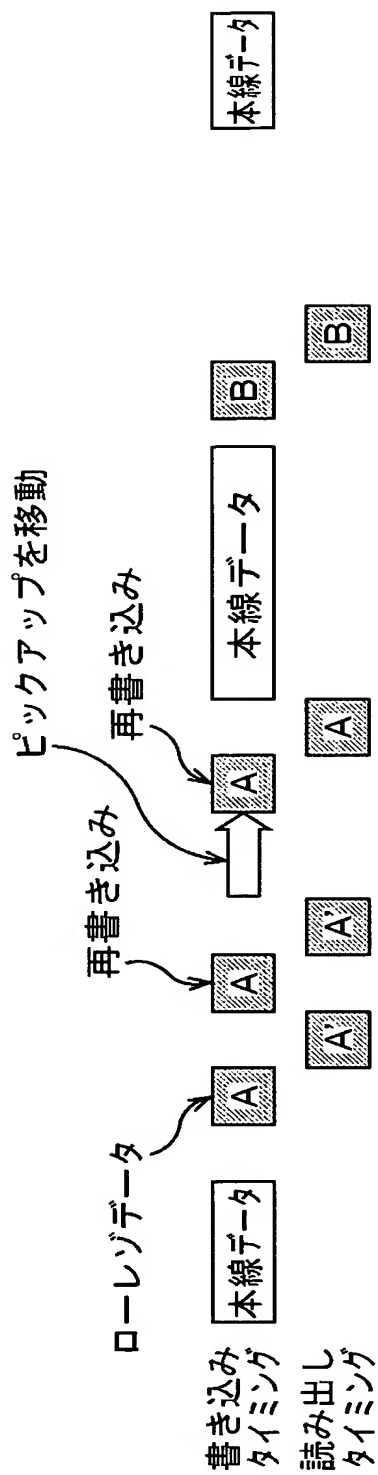 ピックアップを移動
再書き込み
再書き込み
ローレゾデータ
書き込み
タイミング
本線データ
A
A
A
本線データ
B
本線データ
読み出し
タイミング
A'
A'
A
B